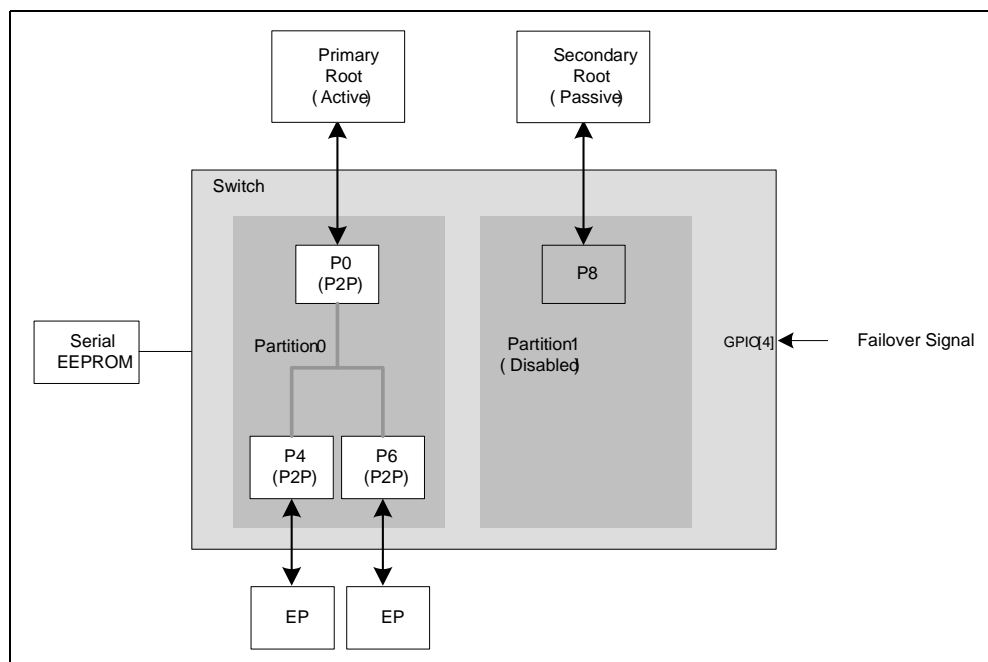 Primary
Root
( Active)
Secondary
Root
( Passive)
Switch
P0
(P2P)
P8
Serial
EEPROM
Partition0
Partition1
( Disabled)
GPIO[4]
Failover Signal
P4
(P2P)
P6
(P2P)
EP
EP